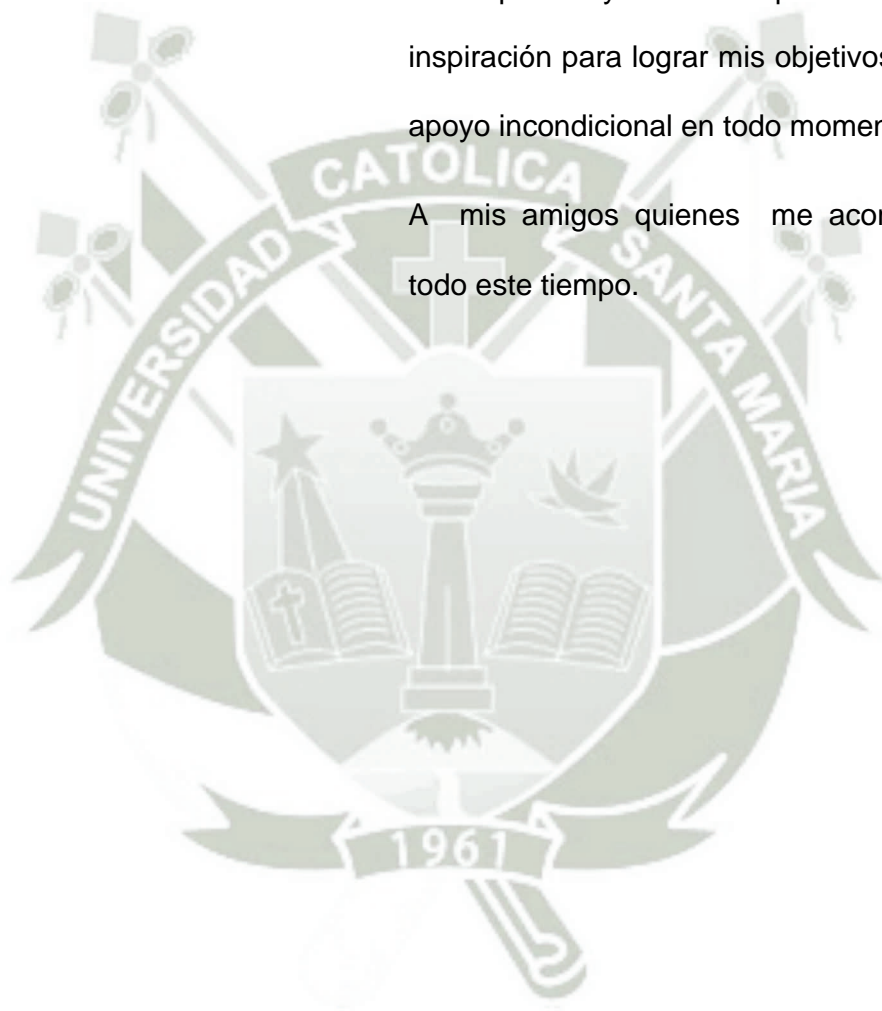 inspiración para lograr mis objetivos
apoyo incondicional en todo momen
A mis amigos quienes me acor
todo este tiempo.
UNIVERSIDAD CATOLICA SANTA MARIA
1961